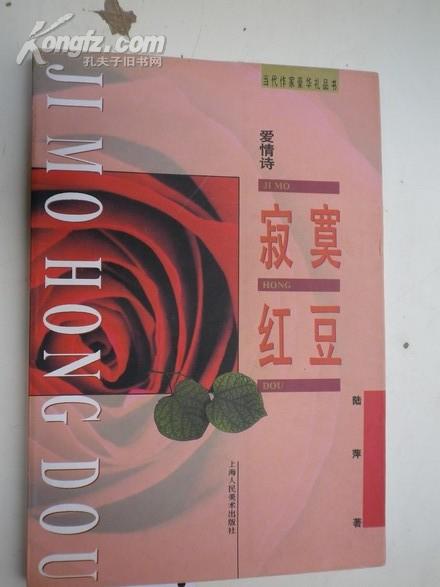 Kongfz.com
孔夫子旧书网
当代作家豪华礼品书
JI MO HONG DOU
爱情诗
JI MO
寂寞
HONG
红豆
DOU
陆萍著
上海人民美术出版社